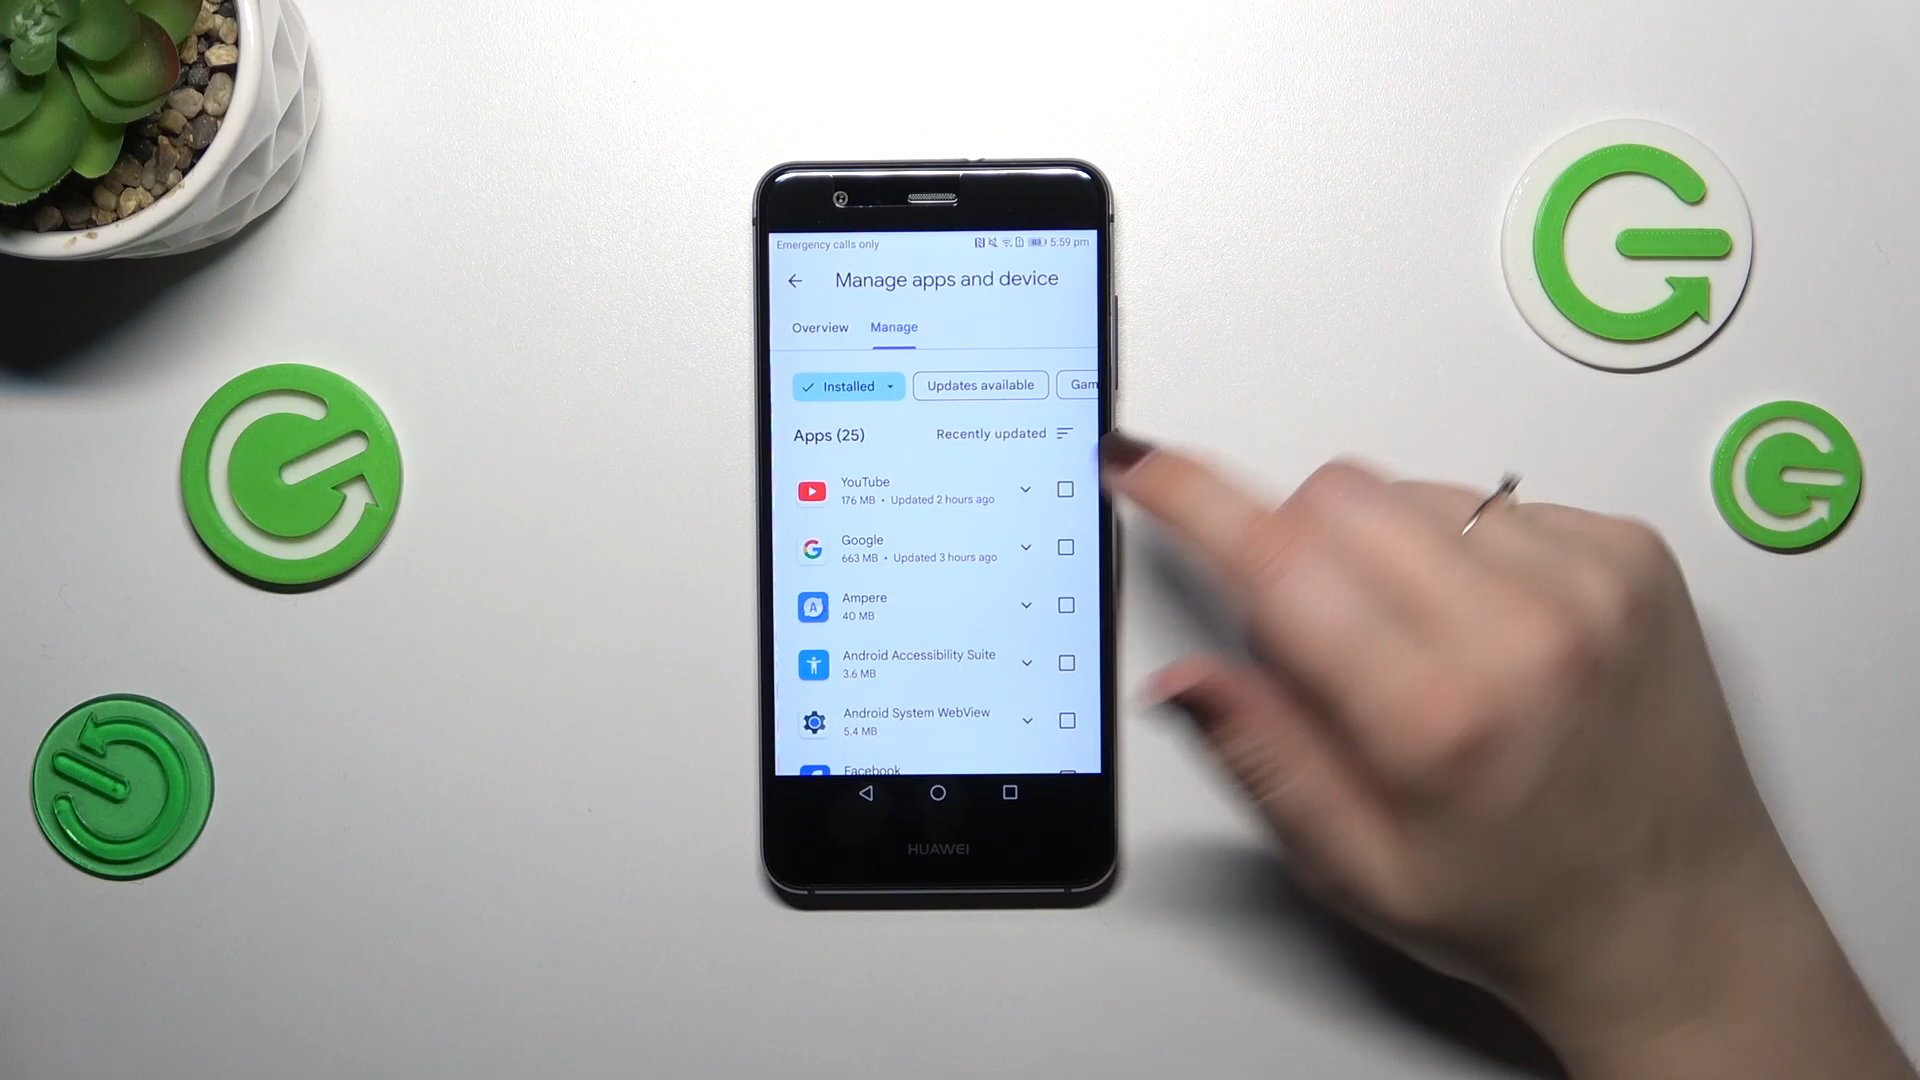 Emergency calls only 83 5:59 pm
Manage apps and device
Overview Manage
Installed Updates available Gam
Apps (25) Recently updated
YouTube
176 MB • Updated 2 hours ago
Google
663 MB • Updated 3 hours ago
Ampere
40 MB
Android Accessibility Suite
3.6 MB
Android System WebView
5.4 MB
Facebook
HUAWEI